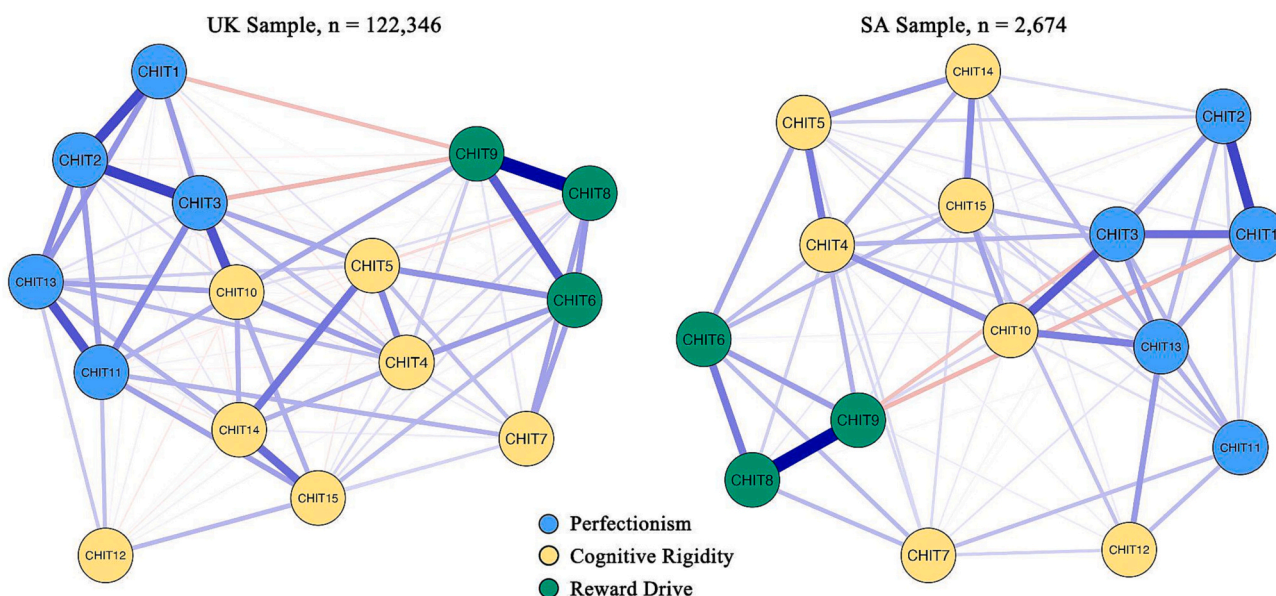 UK Sample, n = 122,346
CHIT1
CHIT2
CHIT9
CHIT8
CHIT3
CHIT5
CHIT13
CHIT10
CHIT6
CHIT4
CHIT11
CHIT14
CHIT7
CHIT15
CHIT12
SA Sample, n = 2,674
CHIT14
CHIT5
CHIT2
CHIT15
CHIT3
CHIT1
CHIT4
CHIT10
CHIT6
CHIT13
CHIT9
CHIT11
CHIT8
CHIT7
CHIT12
Perfectionism
Cognitive Rigidity
Reward Drive